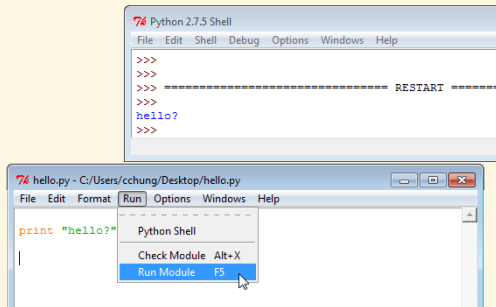 Python 2.7.5 Shell
File Edit Shell Debug Options Windows Help
>>>
>>>
>>> ================================ RESTART ======
>>>
hello?
>>>
hello.py - C:/Users/cchung/Desktop/hello.py
File Edit Format Run Options Windows Help
print "hello?"
Python Shell
Check Module Alt+X
Run Module F5